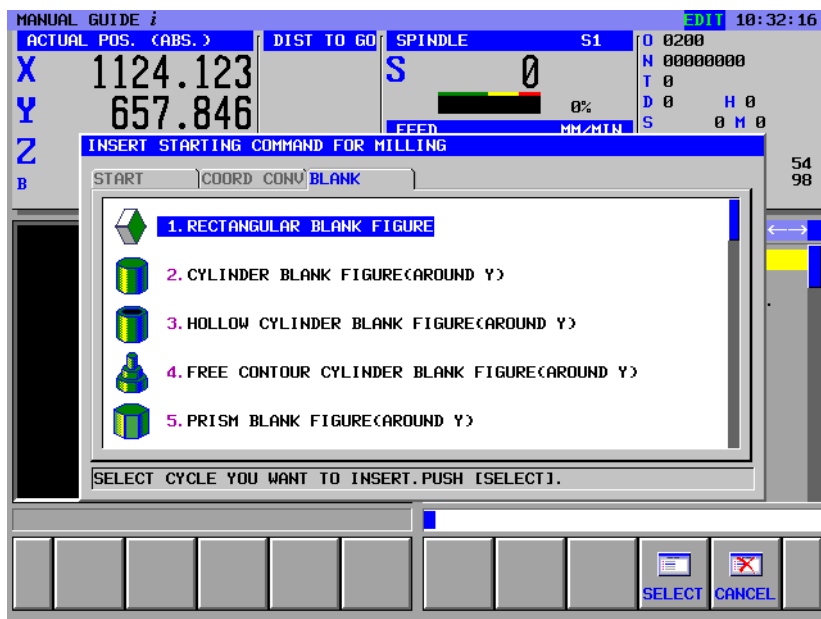 MANUAL GUIDE i EDIT 10:32:16
ACTUAL POS. (ABS.) DIST TO GO SPINDLE S1 O 0200
X 1124.123 S 0 N 00000000
T 0
Y 657.846 0% D 0 H 0
FEED MM/MIN S 0 M 0
Z
INSERT STARTING COMMAND FOR MILLING
54
B START COORD CONV BLANK 98
1.RECTANGULAR BLANK FIGURE
2.CYLINDER BLANK FIGURE(AROUND Y)
3.HOLLOW CYLINDER BLANK FIGURE(AROUND Y)
4.FREE CONTOUR CYLINDER BLANK FIGURE(AROUND Y)
5.PRISM BLANK FIGURE(AROUND Y)
SELECT CYCLE YOU WANT TO INSERT.PUSH [SELECT].
SELECT CANCEL